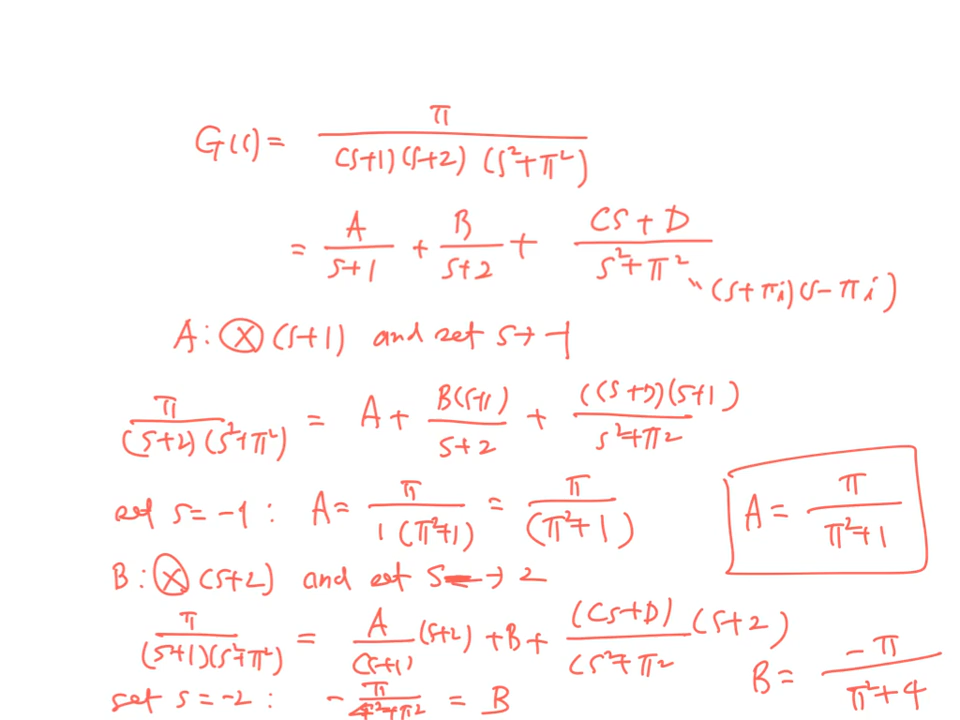 G(s) = π / (s+1)(s+2)(s²+π²)
= A/(s+1) + B/(s+2) + (Cs+D)/(s²+π²) " (s+πi)(s-πi)
A: ⓧ (s+1) and set s → -1
π / (s+2)(s²+π²) = A + B(s+1)/(s+2) + ((Cs+D)(s+1))/(s²+π²)
set s = -1 : A = π / 1(π²+1) = π / (π²+1)
A = π / (π²+1)
B: ⓧ (s+2) and set s → 2
π / (s+1)(s²+π²) = A/(s+1) (s+2) + B + (Cs+D)/(s²+π² (s+2)
set s = -2 : - π / 2²+π² = B
B = -π / (π²+4)